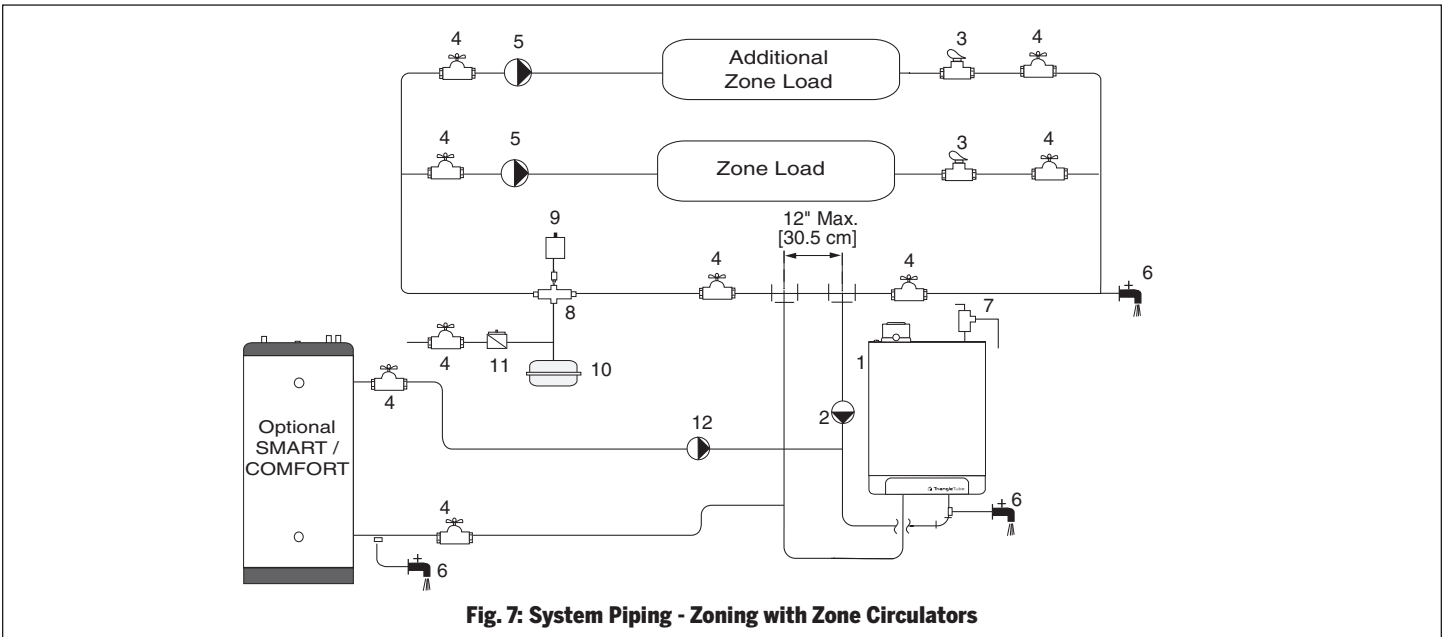 4 5 Additional Zone Load 3 4
4 5 Zone Load 3 4
12" Max.
[30.5 cm]
9
4 4 6
8 7
4 11 10 1
4
Optional
SMART /
COMFORT
12 2
TriangleTube
4 6
6
Fig. 7: System Piping - Zoning with Zone Circulators